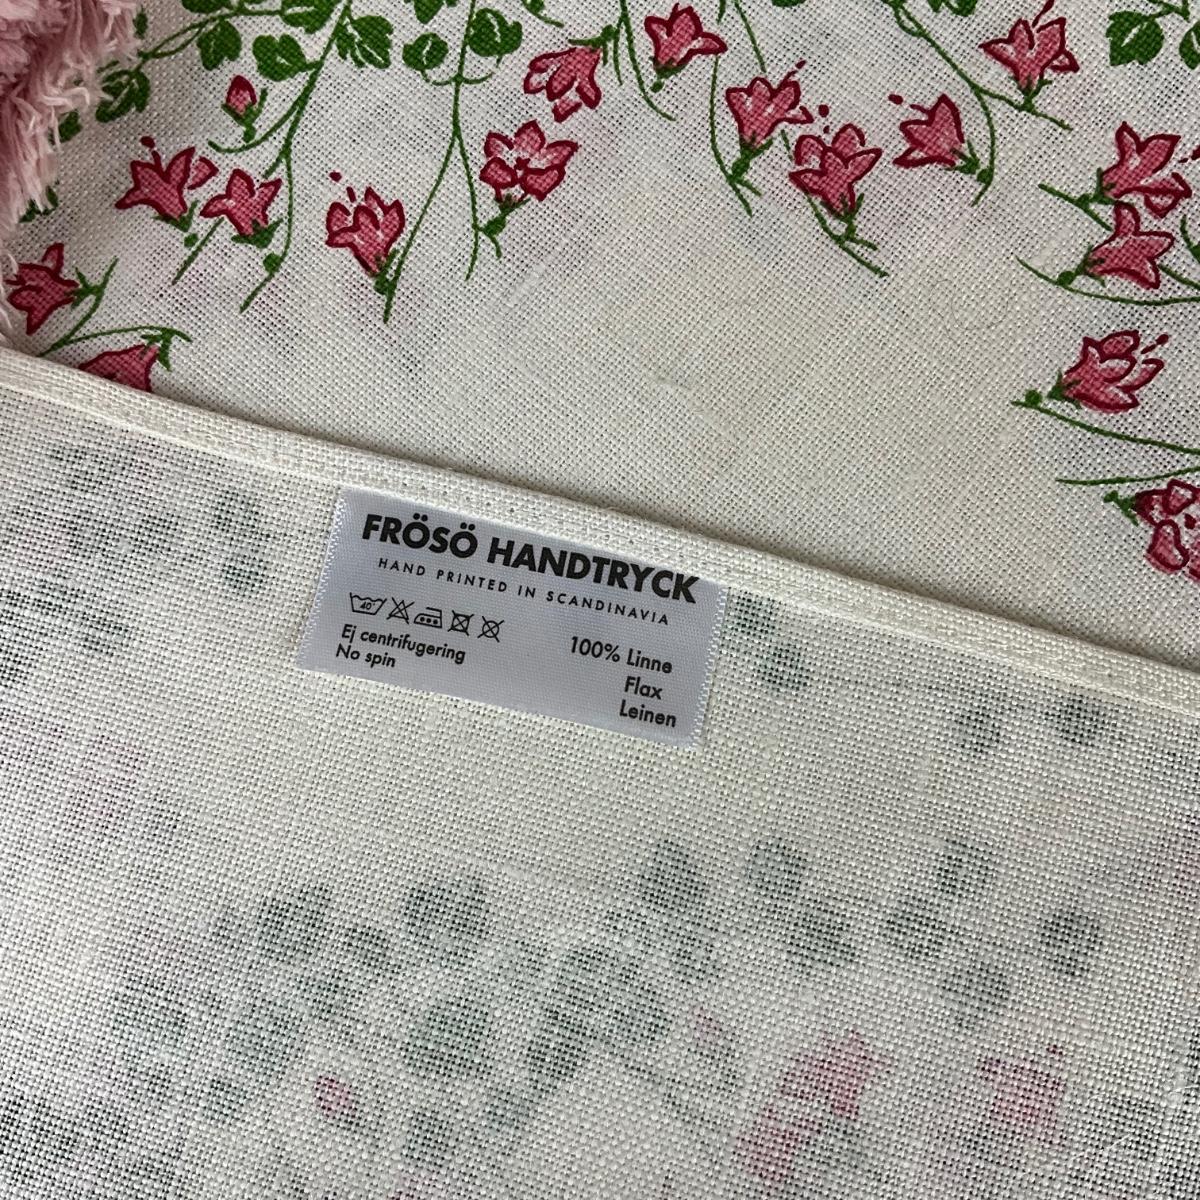 FRÖSÖ HANDTRYCK
HAND PRINTED IN SCANDINAVIA
40°
Ej centrifugering
No spin
100% Linne
Flax
Leinen